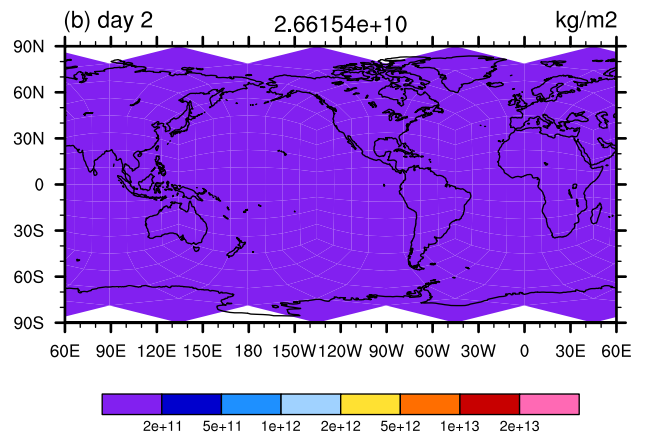 (b) day 2 2.66154e+10 kg/m2
90N
60N
30N
0
30S
60S
90S
60E 90E 120E 150E 180 150W 120W 90W 60W 30W 0 30E 60E
2e+11 5e+11 1e+12 2e+12 5e+12 1e+13 2e+13